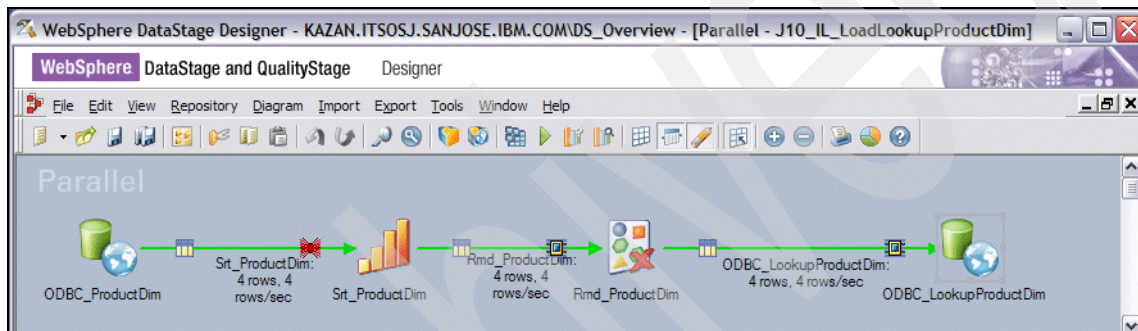 WebSphere DataStage Designer - KAZAN.ITSOSJ.SANJOSE.IBM.COM\DS_Overview - [Parallel - J10_IL_LoadLookupProductDim]
WebSphere. DataStage and QualityStage Designer
File Edit View Repository Diagram Import Export Tools Window Help
Parallel
Srt_ProductDim:
4 rows, 4
rows/sec
Rmd_ProductDim:
4 rows, 4
rows/sec
ODBC_LookupProductDim:
4 rows, 4 rows/sec
ODBC_ProductDim
Srt_ProductDim
Rmd_ProductDim
ODBC_LookupProductDim